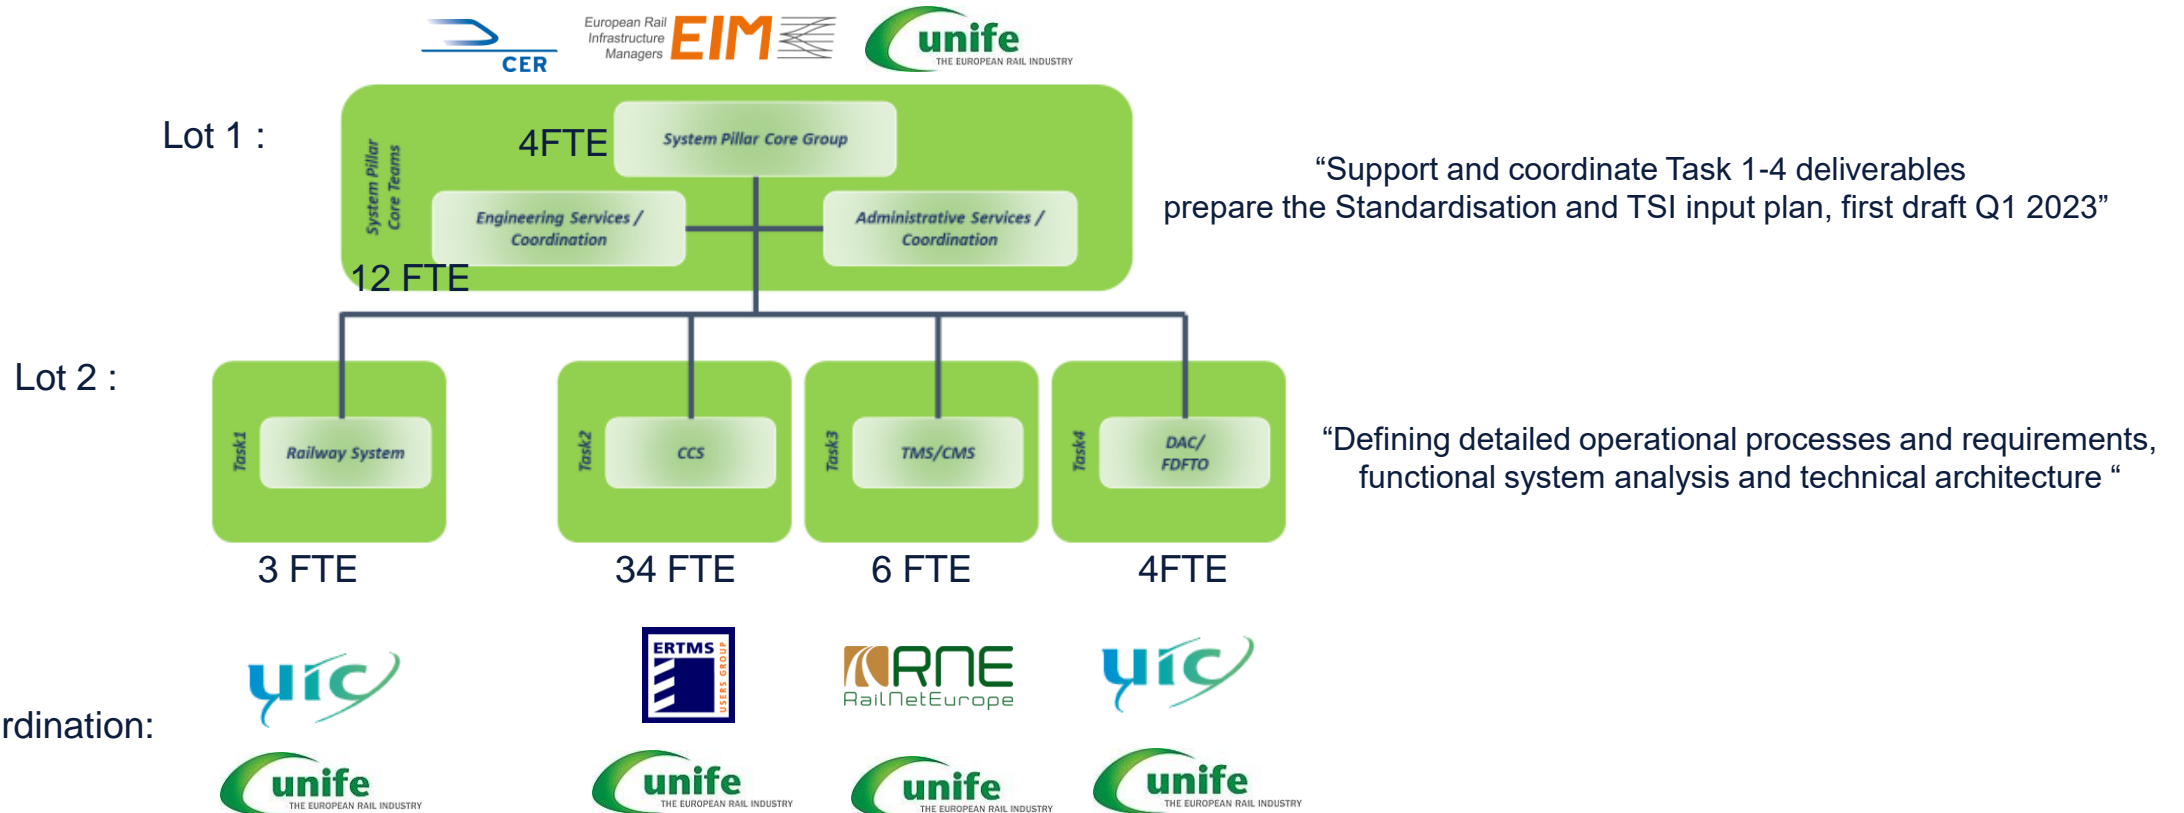 CER
European Rail
Infrastructure
Managers
EIM
unife
THE EUROPEAN RAIL INDUSTRY
Lot 1 :
System Pillar
Core Teams
4FTE
System Pillar Core Group
Engineering Services /
Coordination
Administrative Services /
Coordination
12 FTE
“Support and coordinate Task 1-4 deliverables
prepare the Standardisation and TSI input plan, first draft Q1 2023”
Lot 2 :
Task1
Railway System
Task2
CCS
Task3
TMS/CMS
Task4
DAC/
FDFTO
“Defining detailed operational processes and requirements,
functional system analysis and technical architecture “
3 FTE
34 FTE
6 FTE
4FTE
rdination:
uic
ERTMS
USERS GROUP
RNE
RailNetEurope
uic
unife
THE EUROPEAN RAIL INDUSTRY
unife
THE EUROPEAN RAIL INDUSTRY
unife
THE EUROPEAN RAIL INDUSTRY
unife
THE EUROPEAN RAIL INDUSTRY